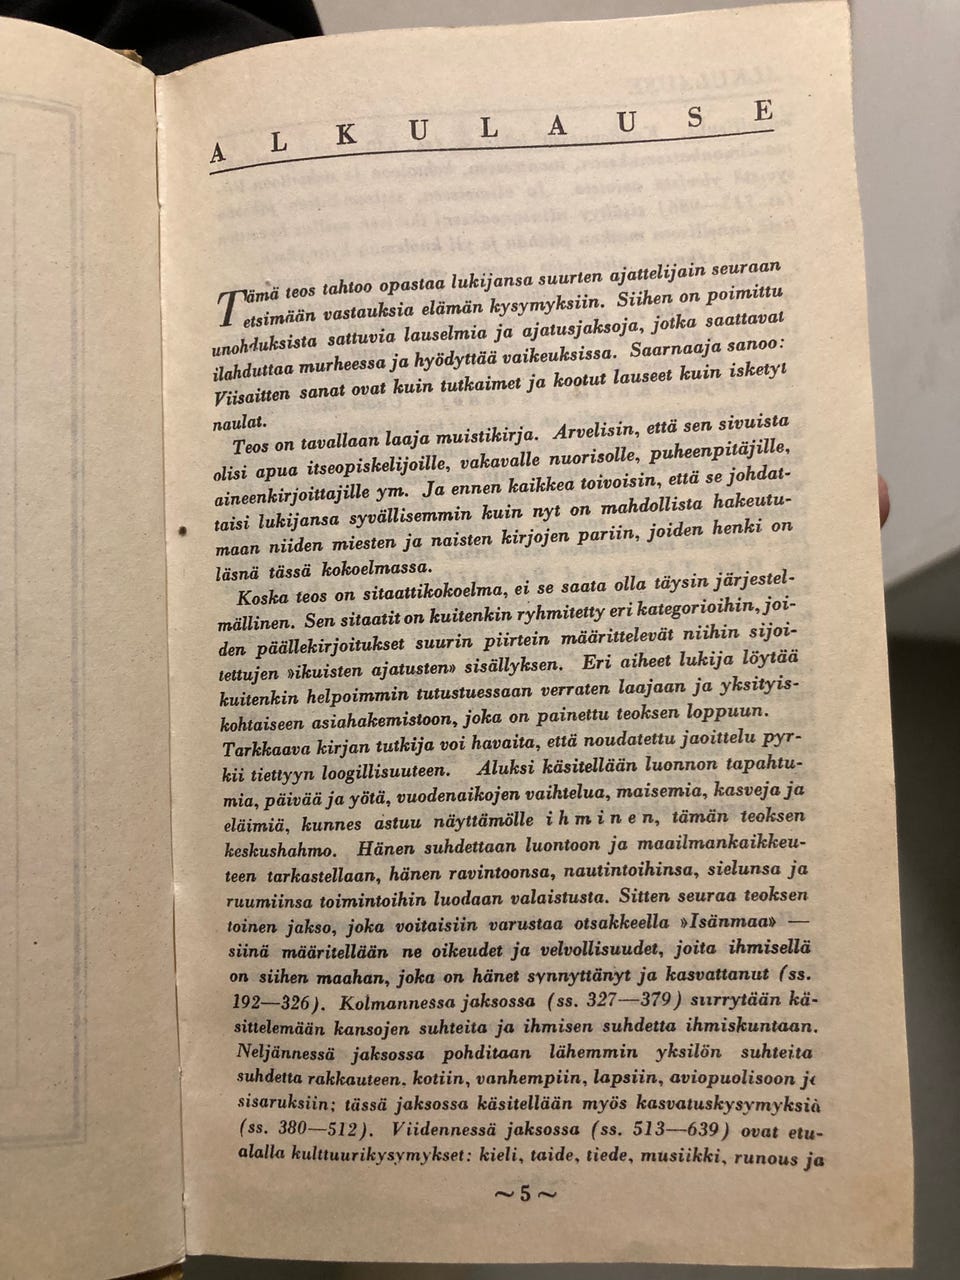 ALKULAUSE
Tämä teos tahtoo opastaa lukijansa suurten ajattelijain seuraan
etsimään vastauksia elämän kysymyksiin. Siihen on poimittu
unohduksista sattuvia lauselmia ja ajatusjaksoja, jotka saattavat
ilahduttaa murheessa ja hyödyttää vaikeuksissa. Saarnaaja sanoo:
Viisaitten sanat ovat kuin tutkaimet ja kootut lauseet kuin isketyt
naulat.
Teos on tavallaan laaja muistikirja. Arvelisin, että sen sivuista
olisi apua itseopiskelijoille, vakavalle nuorisolle, puheenpitäjille,
aineenkirjoittajille ym. Ja ennen kaikkea toivoisin, että se johdat-
taisi lukijansa syvällisemmin kuin nyt on mahdollista hakeutu-
maan niiden miesten ja naisten kirjojen pariin, joiden henki on
läsnä tässä kokoelmassa.
Koska teos on sitaattikokoelma, ei se saata olla täysin järjestel-
mällinen. Sen sitaatit on kuitenkin ryhmitetty eri kategorioihin, joi-
den päällekirjoitukset suurin piirtein määrittelevät niihin sijoi-
tettujen »ikuisten ajatusten» sisällyksen. Eri aiheet lukija löytää
kuitenkin helpoimmin tutustuessaan verraten laajaan ja yksityis-
kohtaiseen asiahakemistoon, joka on painettu teoksen loppuun.
Tarkkaava kirjan tutkija voi havaita, että noudatettu jaoittelu pyr-
kii tiettyyn loogillisuuteen. Aluksi käsitellään luonnon tapahtu-
mia, päivää ja yötä, vuodenaikojen vaihtelua, maisemia, kasveja ja
eläimiä, kunnes astuu näyttämölle ihminen, tämän teoksen
keskushahmo. Hänen suhdettaan luontoon ja maailmankaikkeu-
teen tarkastellaan, hänen ravintoonsa, nautintoihinsa, sielunsa ja
ruumiinsa toimintoihin luodaan valaistusta. Sitten seuraa teoksen
toinen jakso, joka voitaisiin varustaa otsakkeella »Isänmaa» —
siinä määritellään ne oikeudet ja velvollisuudet, joita ihmisellä
on siihen maahan, joka on hänet synnyttänyt ja kasvattanut (ss.
192—326). Kolmannessa jaksossa (ss. 327—379) siirrytään kä-
sittelemään kansojen suhteita ja ihmisen suhdetta ihmiskuntaan.
Neljännessä jaksossa pohditaan lähemmin yksilön suhteita
suhdetta rakkauteen, kotiin, vanhempiin, lapsiin, aviopuolisoon ja
sisaruksiin; tässä jaksossa käsitellään myös kasvatuskysymyksiä
(ss. 380—512). Viidennessä jaksossa (ss. 513—639) ovat etu-
alalla kulttuurikysymykset: kieli, taide, tiede, musiikki, runous ja
~5~